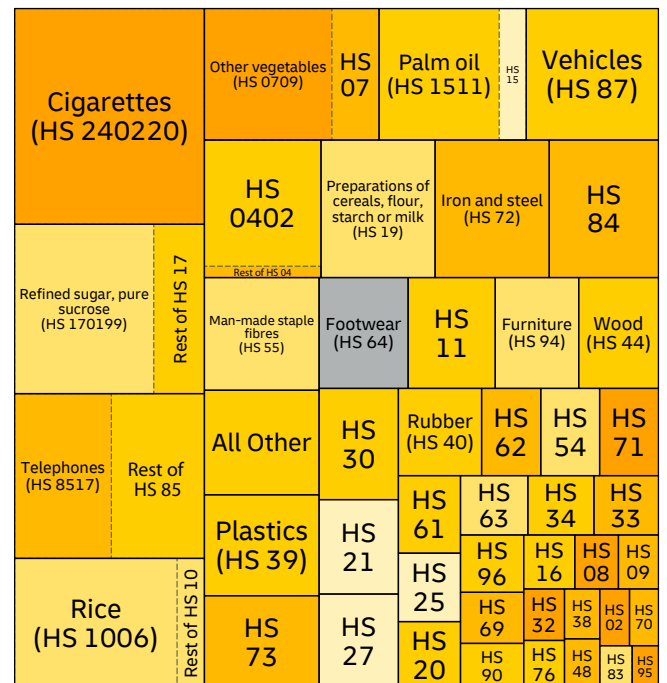 Cigarettes
(HS 240220)
Other vegetables
(HS 0709)
HS
07
Palm oil
(HS 1511)
HS
15
Vehicles
(HS 87)
HS
0402
Rest of HS 04
Preparations of
cereals, flour,
starch or milk
(HS 19)
Iron and steel
(HS 72)
HS
84
Refined sugar, pure
sucrose
(HS 170199)
Rest of HS 17
Man-made staple
fibres
(HS 55)
Footwear
(HS 64)
HS
11
Furniture
(HS 94)
Wood
(HS 44)
Telephones
(HS 8517)
Rest of
HS 85
All Other
HS
30
Rubber
(HS 40)
HS
62
HS
54
HS
71
Plastics
(HS 39)
HS
21
HS
61
HS
63
HS
34
HS
33
HS
96
HS
16
HS
08
HS
09
Rice
(HS 1006)
Rest of HS 10
HS
73
HS
27
HS
25
HS
20
HS
69
HS
32
HS
38
HS
02
HS
70
HS
90
HS
76
HS
48
HS
83
HS
95